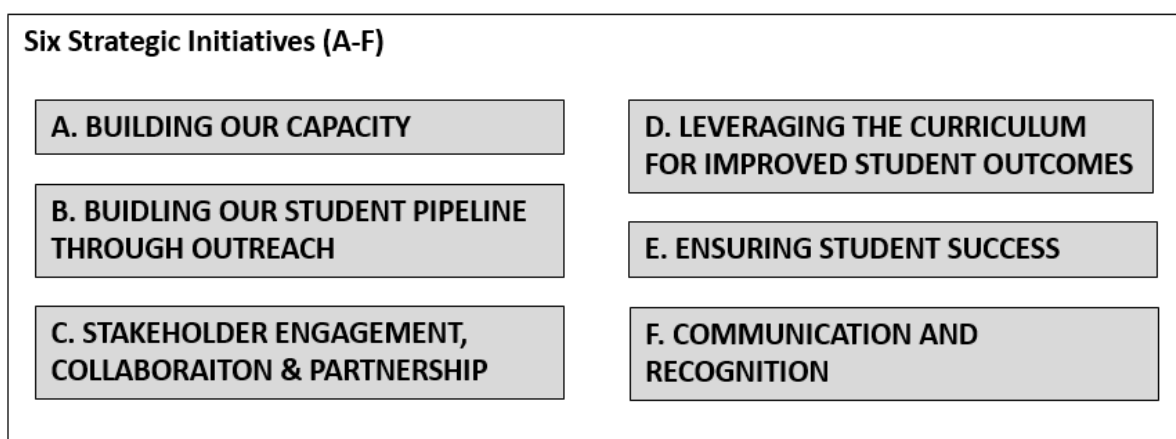 Six Strategic Initiatives (A-F)
A. BUILDING OUR CAPACITY
B. BUIDLING OUR STUDENT PIPELINE
THROUGH OUTREACH
C. STAKEHOLDER ENGAGEMENT,
COLLABORAITON & PARTNERSHIP
D. LEVERAGING THE CURRICULUM
FOR IMPROVED STUDENT OUTCOMES
E. ENSURING STUDENT SUCCESS
F. COMMUNICATION AND
RECOGNITION